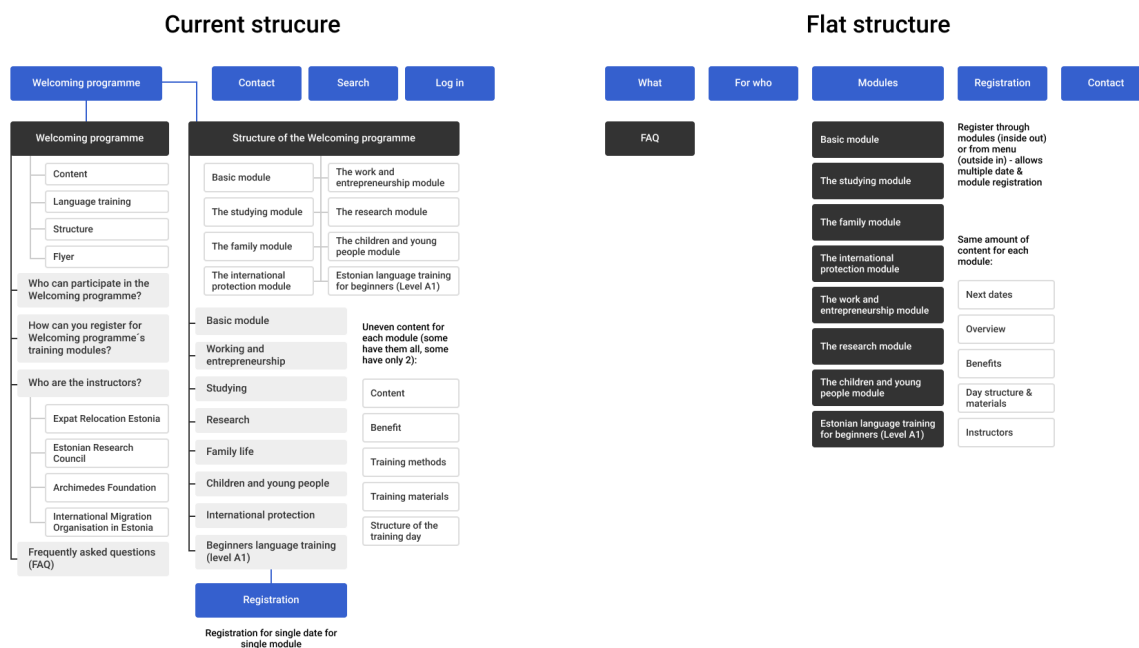 Current strucure
Welcoming programme
Contact
Search
Log in
Welcoming programme
Content
Language training
Structure
Flyer
Who can participate in the
Welcoming programme?
How can you register for
Welcoming programme´s
training modules?
Who are the instructors?
Expat Relocation Estonia
Estonian Research
Council
Archimedes Foundation
International Migration
Organisation in Estonia
Frequently asked questions
(FAQ)
Structure of the Welcoming programme
Basic module
The work and
entrepreneurship module
The studying module
The research module
The family module
The children and young
people module
The international
protection module
Estonian language training
for beginners (Level A1)
Basic module
Working and
entrepreneurship
Studying
Research
Family life
Children and young people
International protection
Beginners language training
(level A1)
Registration
Registration for single date for
single module
Uneven content for
each module (some
have them all, some
have only 2):
Content
Benefit
Training methods
Training materials
Structure of the
training day
Flat structure
What
For who
Modules
Registration
Contact
FAQ
Basic module
The studying module
The family module
The international
protection module
The work and
entrepreneurship module
The research module
The children and young
people module
Estonian language training
for beginners (Level A1)
Register through
modules (inside out)
or from menu
(outside in) - allows
multiple date &
module registration
Same amount of
content for each
module:
Next dates
Overview
Benefits
Day structure &
materials
Instructors